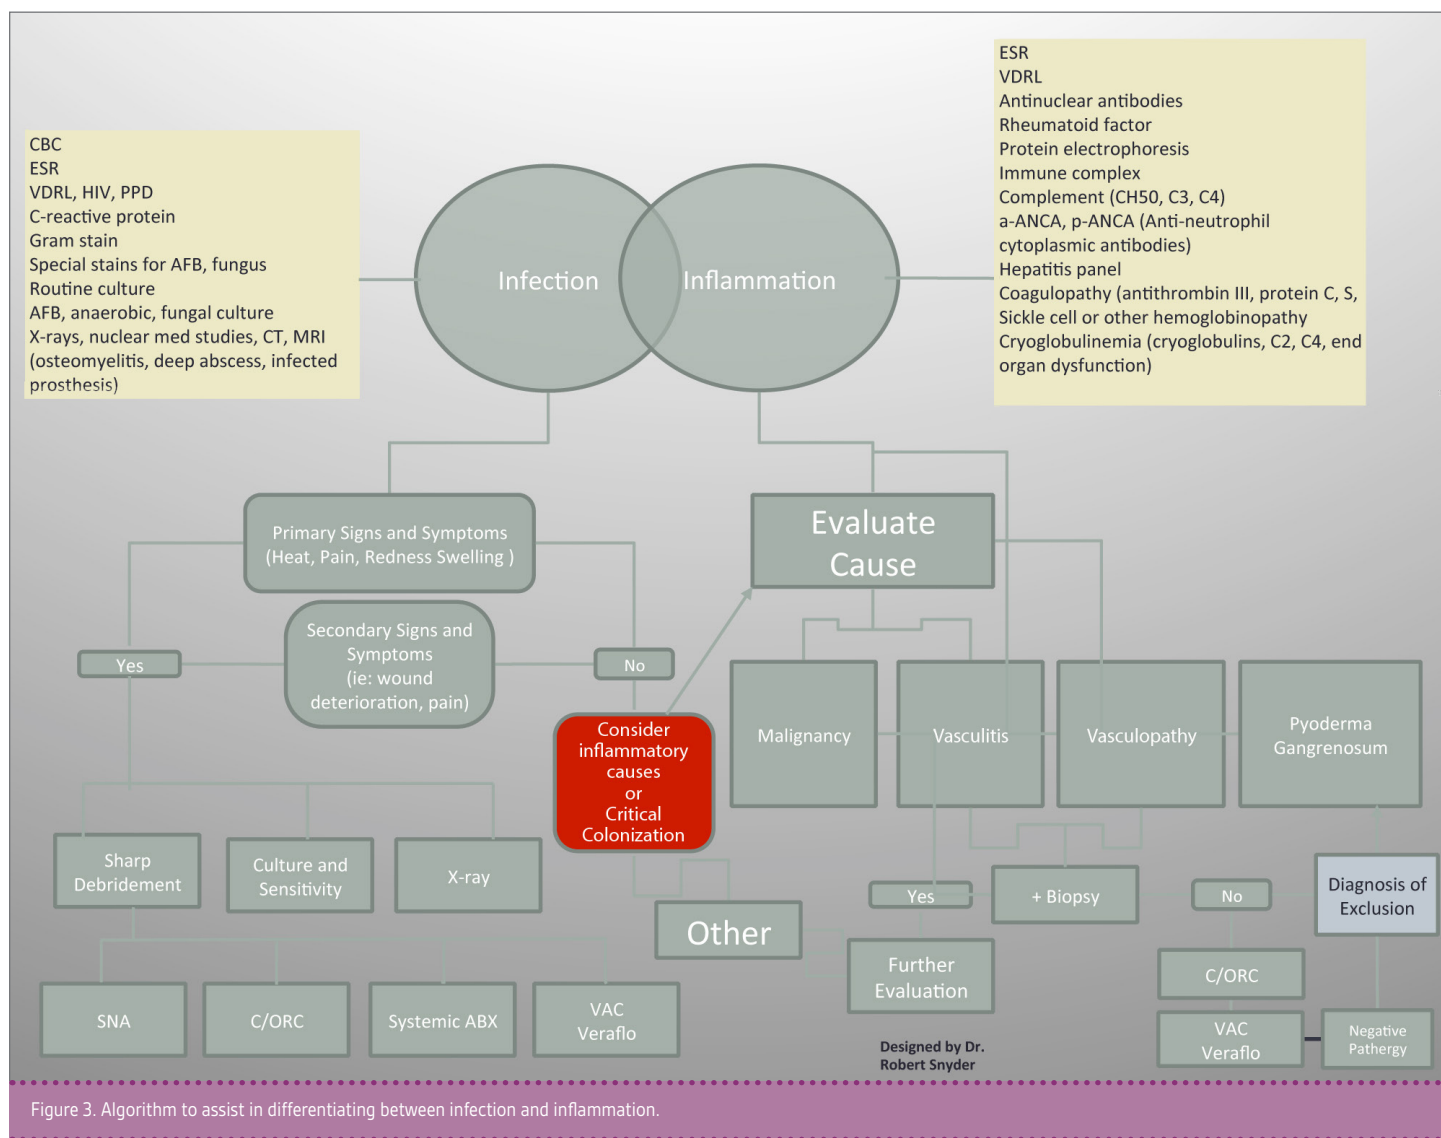 ESR
VDRL
Antinuclear antibodies
Rheumatoid factor
Protein electrophoresis
Immune complex
Complement (CH50, C3, C4)
a-ANCA, p-ANCA (Anti-neutrophil
cytoplasmic antibodies)
Hepatitis panel
Coagulopathy (antithrombin III, protein C, S,
Sickle cell or other hemoglobinopathy
Cryoglobulinemia (cryoglobulins, C2, C4, end
organ dysfunction)
CBC
ESR
VDRL, HIV, PPD
C-reactive protein
Gram stain
Special stains for AFB, fungus
Routine culture
AFB, anaerobic, fungal culture
X-rays, nuclear med studies, CT, MRI
(osteomyelitis, deep abscess, infected
prosthesis)
Infection
Inflammation
Primary Signs and Symptoms
(Heat, Pain, Redness Swelling )
Evaluate
Cause
Secondary Signs and
Symptoms
(ie: wound
deterioration, pain)
Yes
No
Consider
inflammatory
causes
or
Critical
Colonization
Malignancy
Vasculitis
Vasculopathy
Pyoderma
Gangrenosum
Sharp
Debridement
Culture and
Sensitivity
X-ray
Other
Yes
+ Biopsy
No
Diagnosis of
Exclusion
Further
Evaluation
C/ORC
SNA
C/ORC
Systemic ABX
VAC
Veraflo
VAC
Veraflo
Negative
Pathergy
Designed by Dr.
Robert Snyder
Figure 3. Algorithm to assist in differentiating between infection and inflammation.